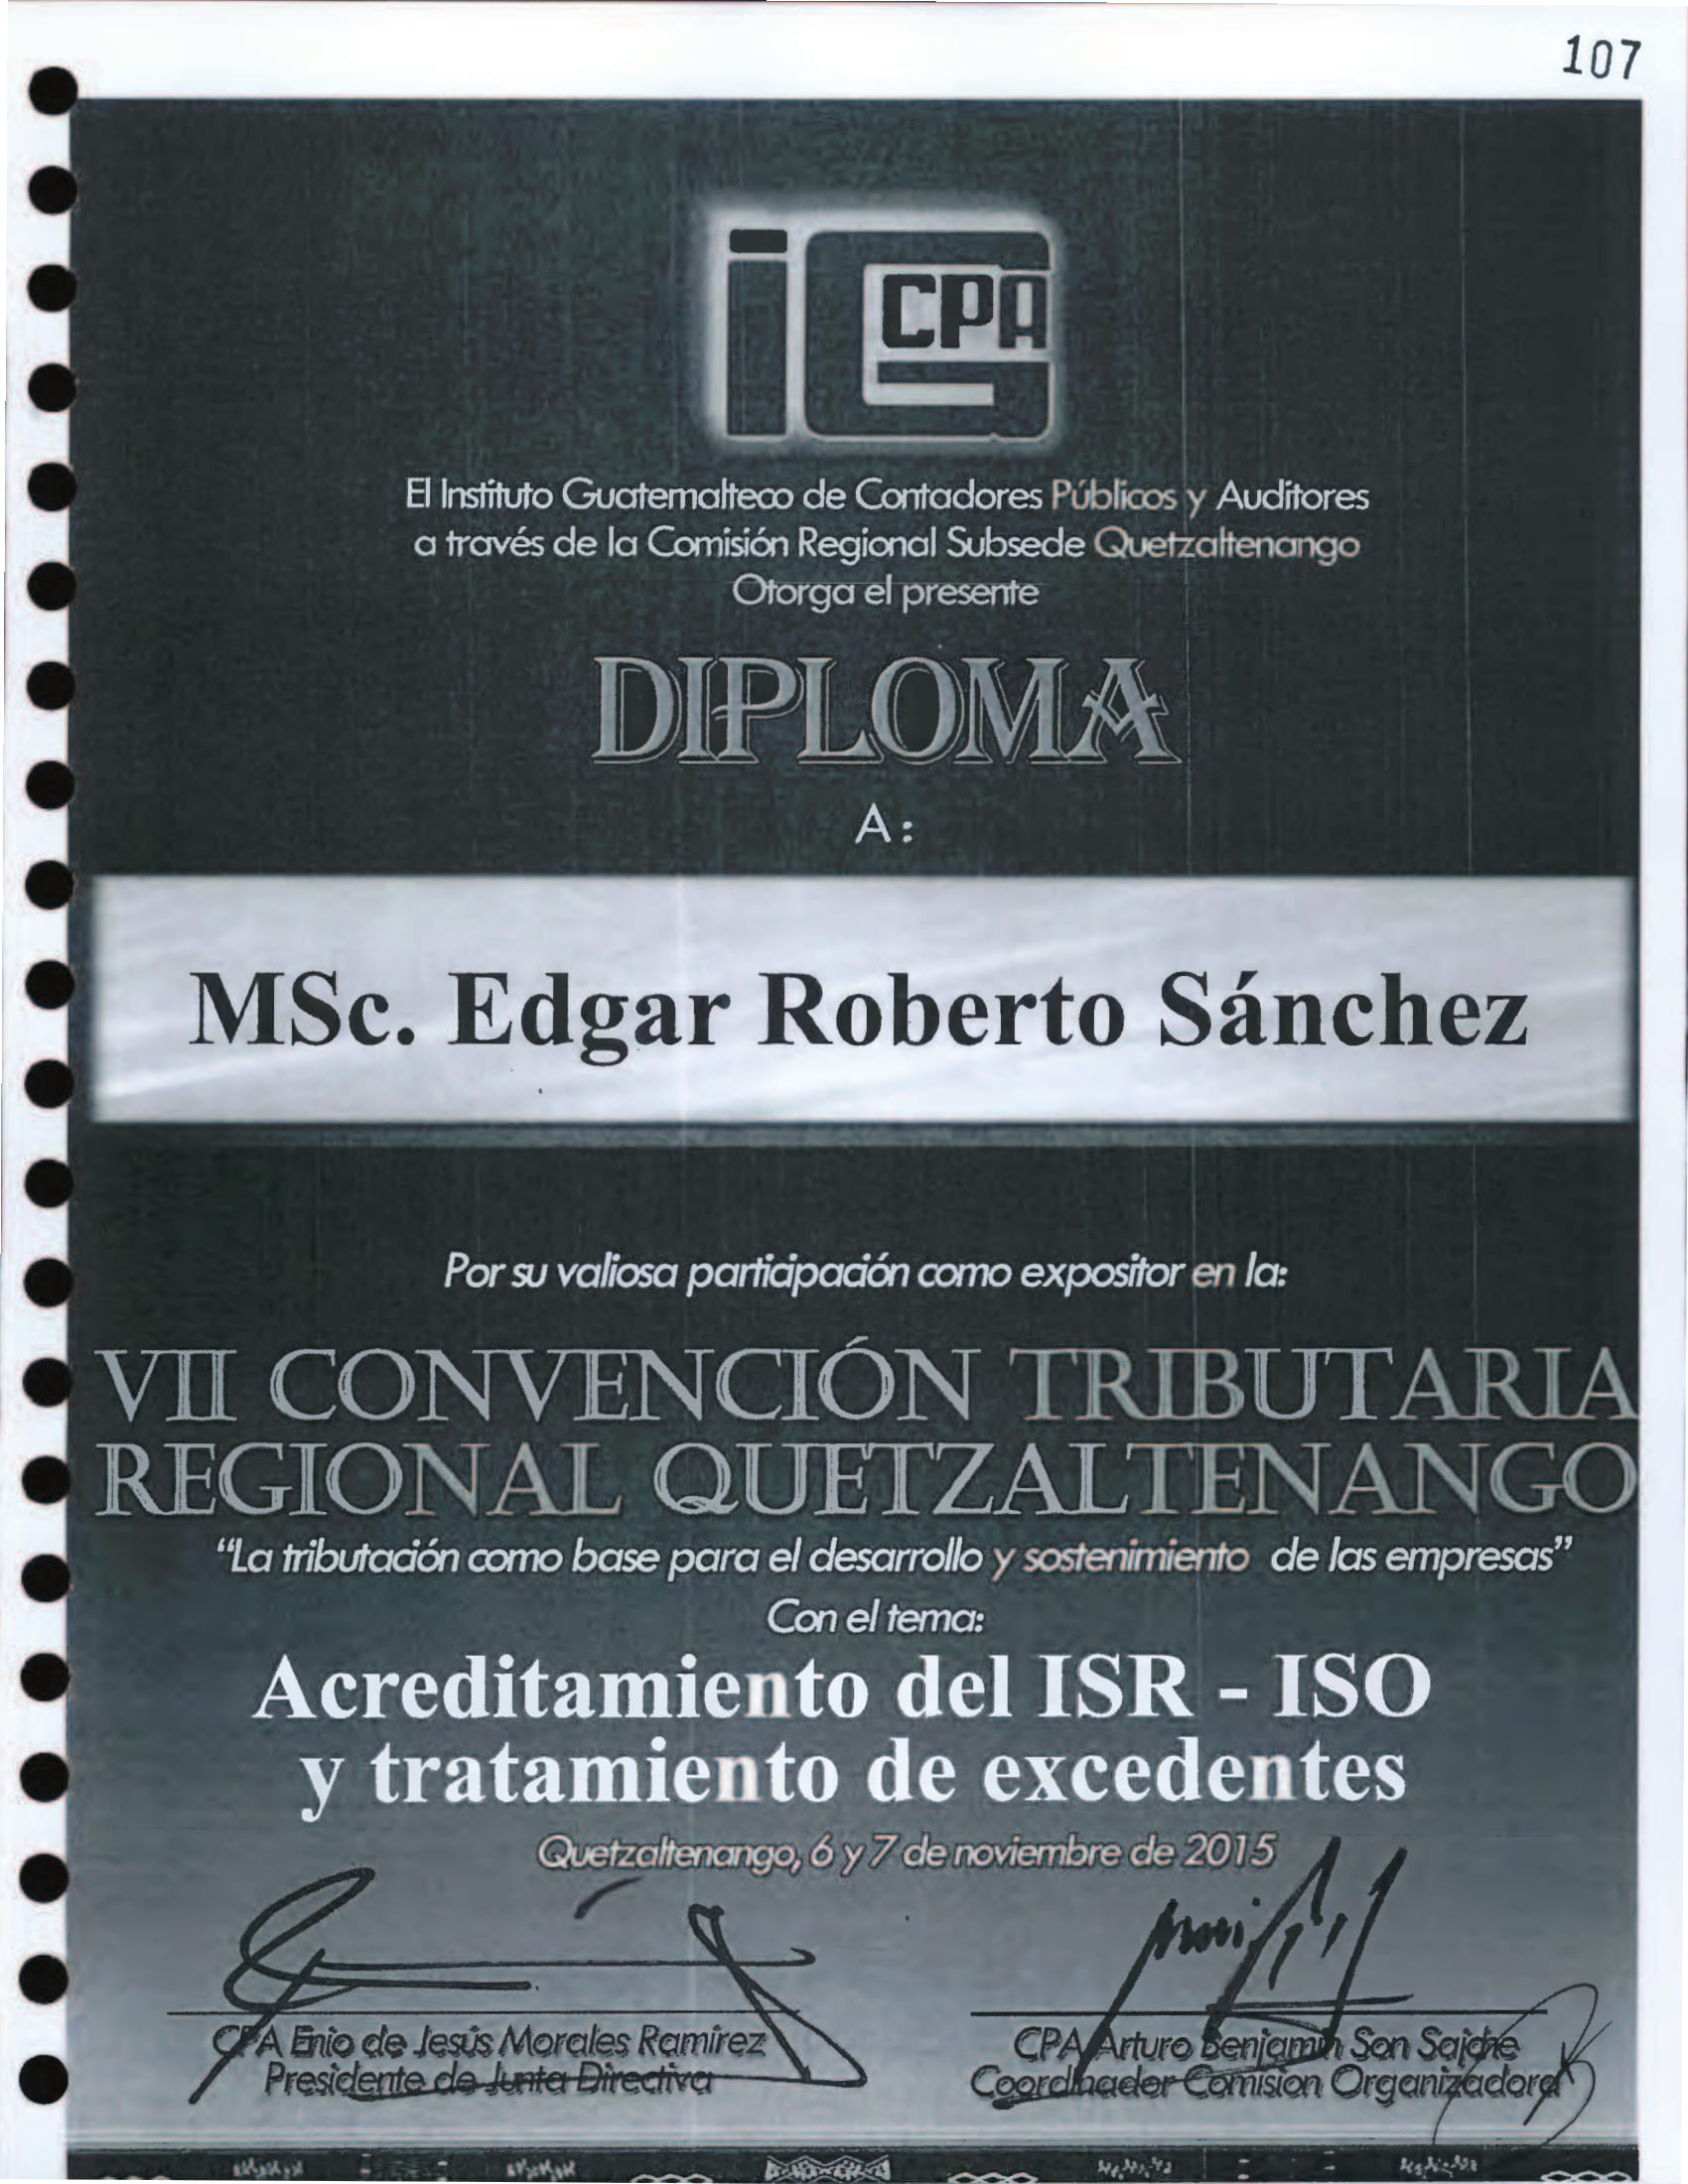 107
iG CPA
El Instituto Guatemalteco de Contadores Públicos y Auditores
a través de la Comisión Regional Subsede Quetzaltenango
Otorga el presente
DIPLOMA
A :
MSc. Edgar Roberto Sánchez
Por su valiosa participación como expositor en la:
VII CONVENCIÓN TRIBUTARIA
REGIONAL QUETZALTENANGO
“La tributación como base para el desarrollo y sostenimiento de las empresas”
Con el tema:
Acreditamiento del ISR - ISO
y tratamiento de excedentes
Quetzaltenango, 6 y 7 de noviembre de 2015
CPA Enio de Jesús Morales Ramírez
Presidente de Junta Directiva
CPA Arturo Benjamin Son Sajche
Coordinador Comision Organizadora